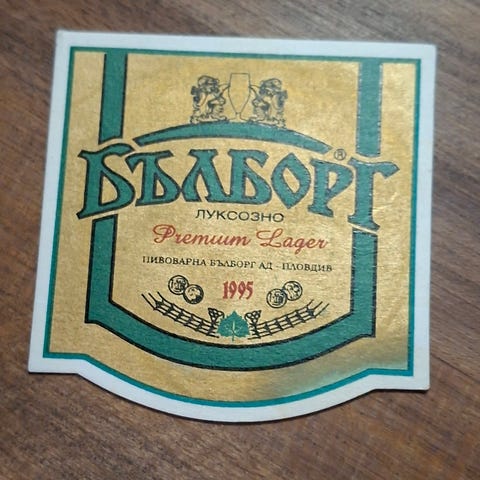 БЪЛБОРГ®
ЛУКСОЗНО
Premium Lager
ПИВОВАРНА БЪЛБОРГ АД - ПЛОВДИВ
1995